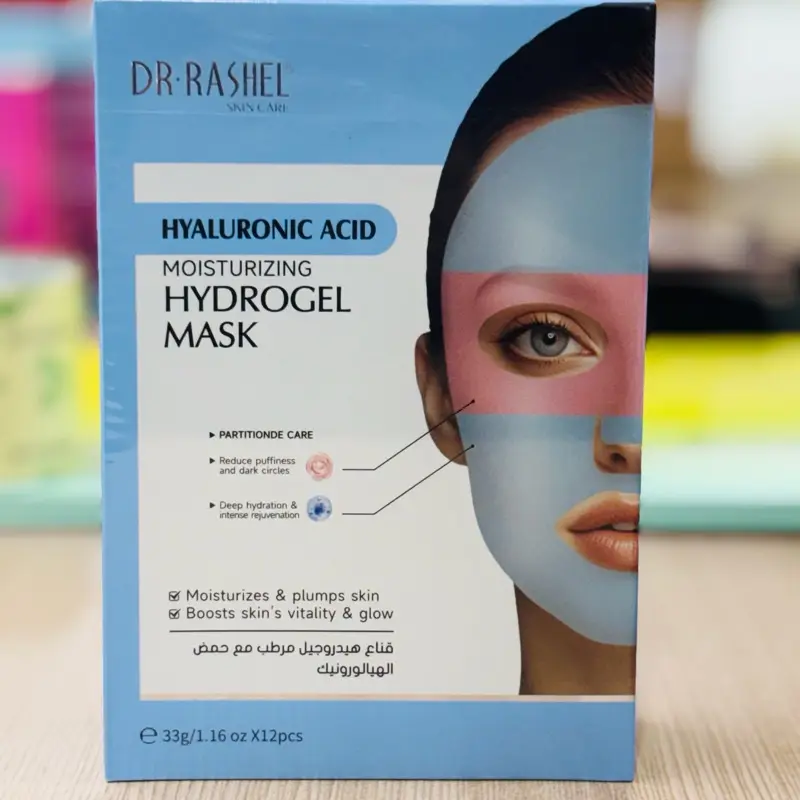 DR·RASHEL
SKIN CARE
HYALURONIC ACID
MOISTURIZING
HYDROGEL
MASK
PARTITIONDE CARE
Reduce puffiness
and dark circles
Deep hydration &
intense rejuvenation
Moisturizes & plumps skin
Boosts skin's vitality & glow
قناع هيدروجيل مرطب مع حمض
الهيالورونيك
℮ 33g/1.16 oz X12pcs